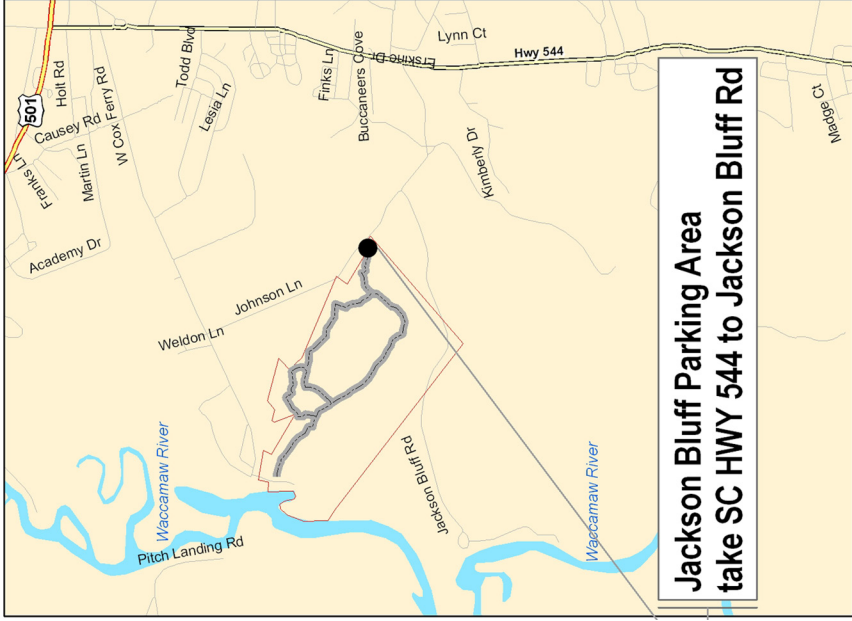 Lynn Ct
Hwy 544
Erskine Dr
Todd Blvd
Finks Ln
Buccaneers Cove
501
Holt Rd
W Cox Ferry Rd
Lesia Ln
Causey Rd
Martin Ln
Franks Ln
Kimberly Dr
Madge Ct
Academy Dr
Johnson Ln
Weldon Ln
Waccamaw River
Jackson Bluff Rd
Waccamaw River
Pitch Landing Rd
Jackson Bluff Parking Area
take SC HWY 544 to Jackson Bluff Rd